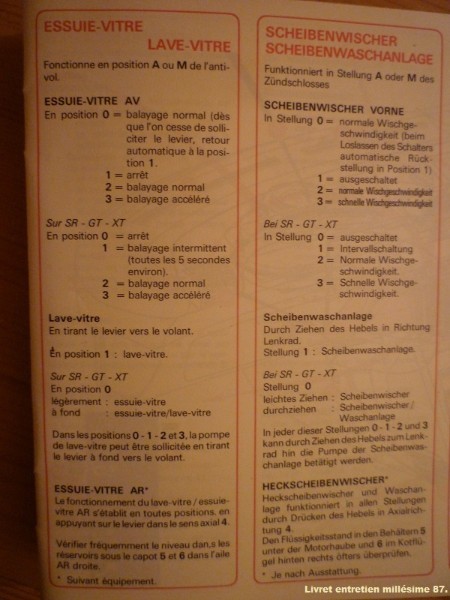 ESSUIE-VITRE
LAVE-VITRE
Fonctionne en position A ou M de l'anti-
vol.
ESSUIE-VITRE AV
En position 0 = balayage normal (dès
que l'on cesse de solli-
citer le levier, retour
automatique à la posi-
tion 1.
1 = arrêt
2 = balayage normal
3 = balayage accéléré
Sur SR - GT - XT
En position 0 = arrêt
1 = balayage intermittent
(toutes les 5 secondes
environ).
2 = balayage normal
3 = balayage accéléré
Lave-vitre
En tirant le levier vers le volant.
En position 1 : lave-vitre.
Sur SR - GT - XT
En position 0
légèrement : essuie-vitre
à fond : essuie-vitre/lave-vitre
Dans les positions 0 - 1 - 2 et 3, la pompe
de lave-vitre peut être sollicitée en tirant
le levier à fond vers le volant.
ESSUIE-VITRE AR*
Le fonctionnement du lave-vitre / essuie-
vitre AR s'établit en toutes positions, en
appuyant sur le levier dans le sens axial 4.
Vérifier fréquemment le niveau dan,s les
réservoirs sous le capot 5 et 6 dans l'aile
AR droite.
* Suivant équipement.
SCHEIBENWISCHER
SCHEIBENWASCHANLAGE
Funktionniert in Stellung A oder M des
Zündschlosses
SCHEIBENWISCHER VORNE
In Stellung 0 = normale Wischge-
schwindigkeit (beim
Loslassen des Schalters
automatische Rück-
stellung in Position 1)
1 = ausgeschaltet
2 = normale Wischgeschwindigkeit
3 = schnelle Wischgeschwindigkeit
Bei SR - GT - XT
In Stellung 0 = ausgeschaltet
1 = Intervallschaltung
2 = Normale Wischge-
schwindigkeit.
3 = Schnelle Wischge-
schwindigkeit.
Scheibenwaschanlage
Durch Ziehen des Hebels in Richtung
Lenkrad.
Stellung 1 : Scheibenwaschanlage.
Bei SR - GT - XT
Stellung 0
leichtes Ziehen : Scheibenwischer
durchziehen : Scheibenwischer /
Waschanlage
In jeder dieser Stellungen 0 - 1 - 2 und 3
kann durch Ziehen des Hebels zum Lenk-
rad hin die Pumpe der Scheibenwas-
chanlage betätigt werden.
HECKSCHEIBENWISCHER*
Heckscheibenwischer und Waschan-
lage funktioniert in allen Stellungen
durch Drücken des Hebels in Axialrich-
tung 4.
Den Flüssigkeitsstand in den Behältern 5
unter der Motorhaube und 6 im Kotflü-
gel hinten rechts öfters überprüfen.
* Je nach Ausstattung.
Livret entretien millésime 87.